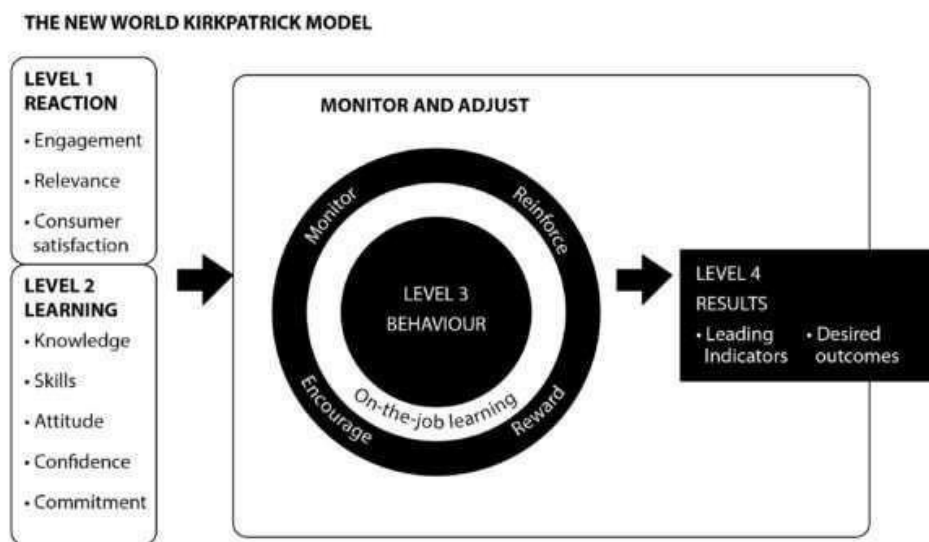 THE NEW WORLD KIRKPATRICK MODEL
LEVEL 1
REACTION
• Engagement
• Relevance
• Consumer
satisfaction
LEVEL 2
LEARNING
• Knowledge
• Skills
• Attitude
• Confidence
• Commitment
MONITOR AND ADJUST
Monitor
Reinforce
Encourage
Reward
On-the-job learning
LEVEL 3
BEHAVIOUR
LEVEL 4
RESULTS
• Leading
Indicators
• Desired
outcomes